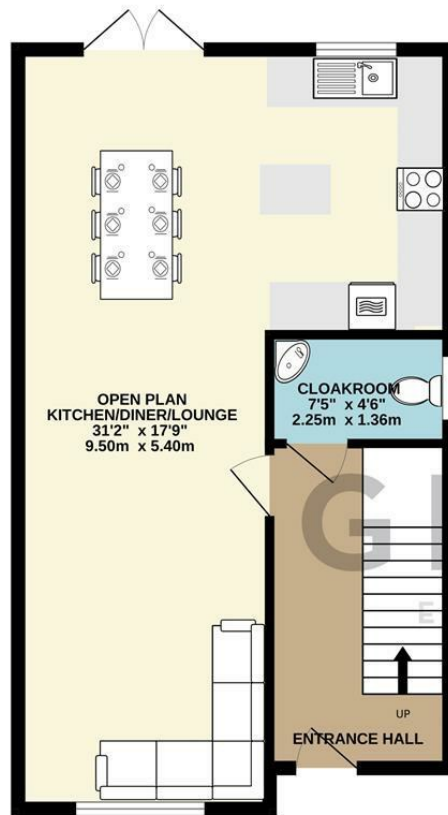 CLOAKROOM
7'5" x 4'6"
2.25m x 1.36m
OPEN PLAN
KITCHEN/DINER/LOUNGE
31'2" x 17'9"
9.50m x 5.40m
UP
ENTRANCE HALL